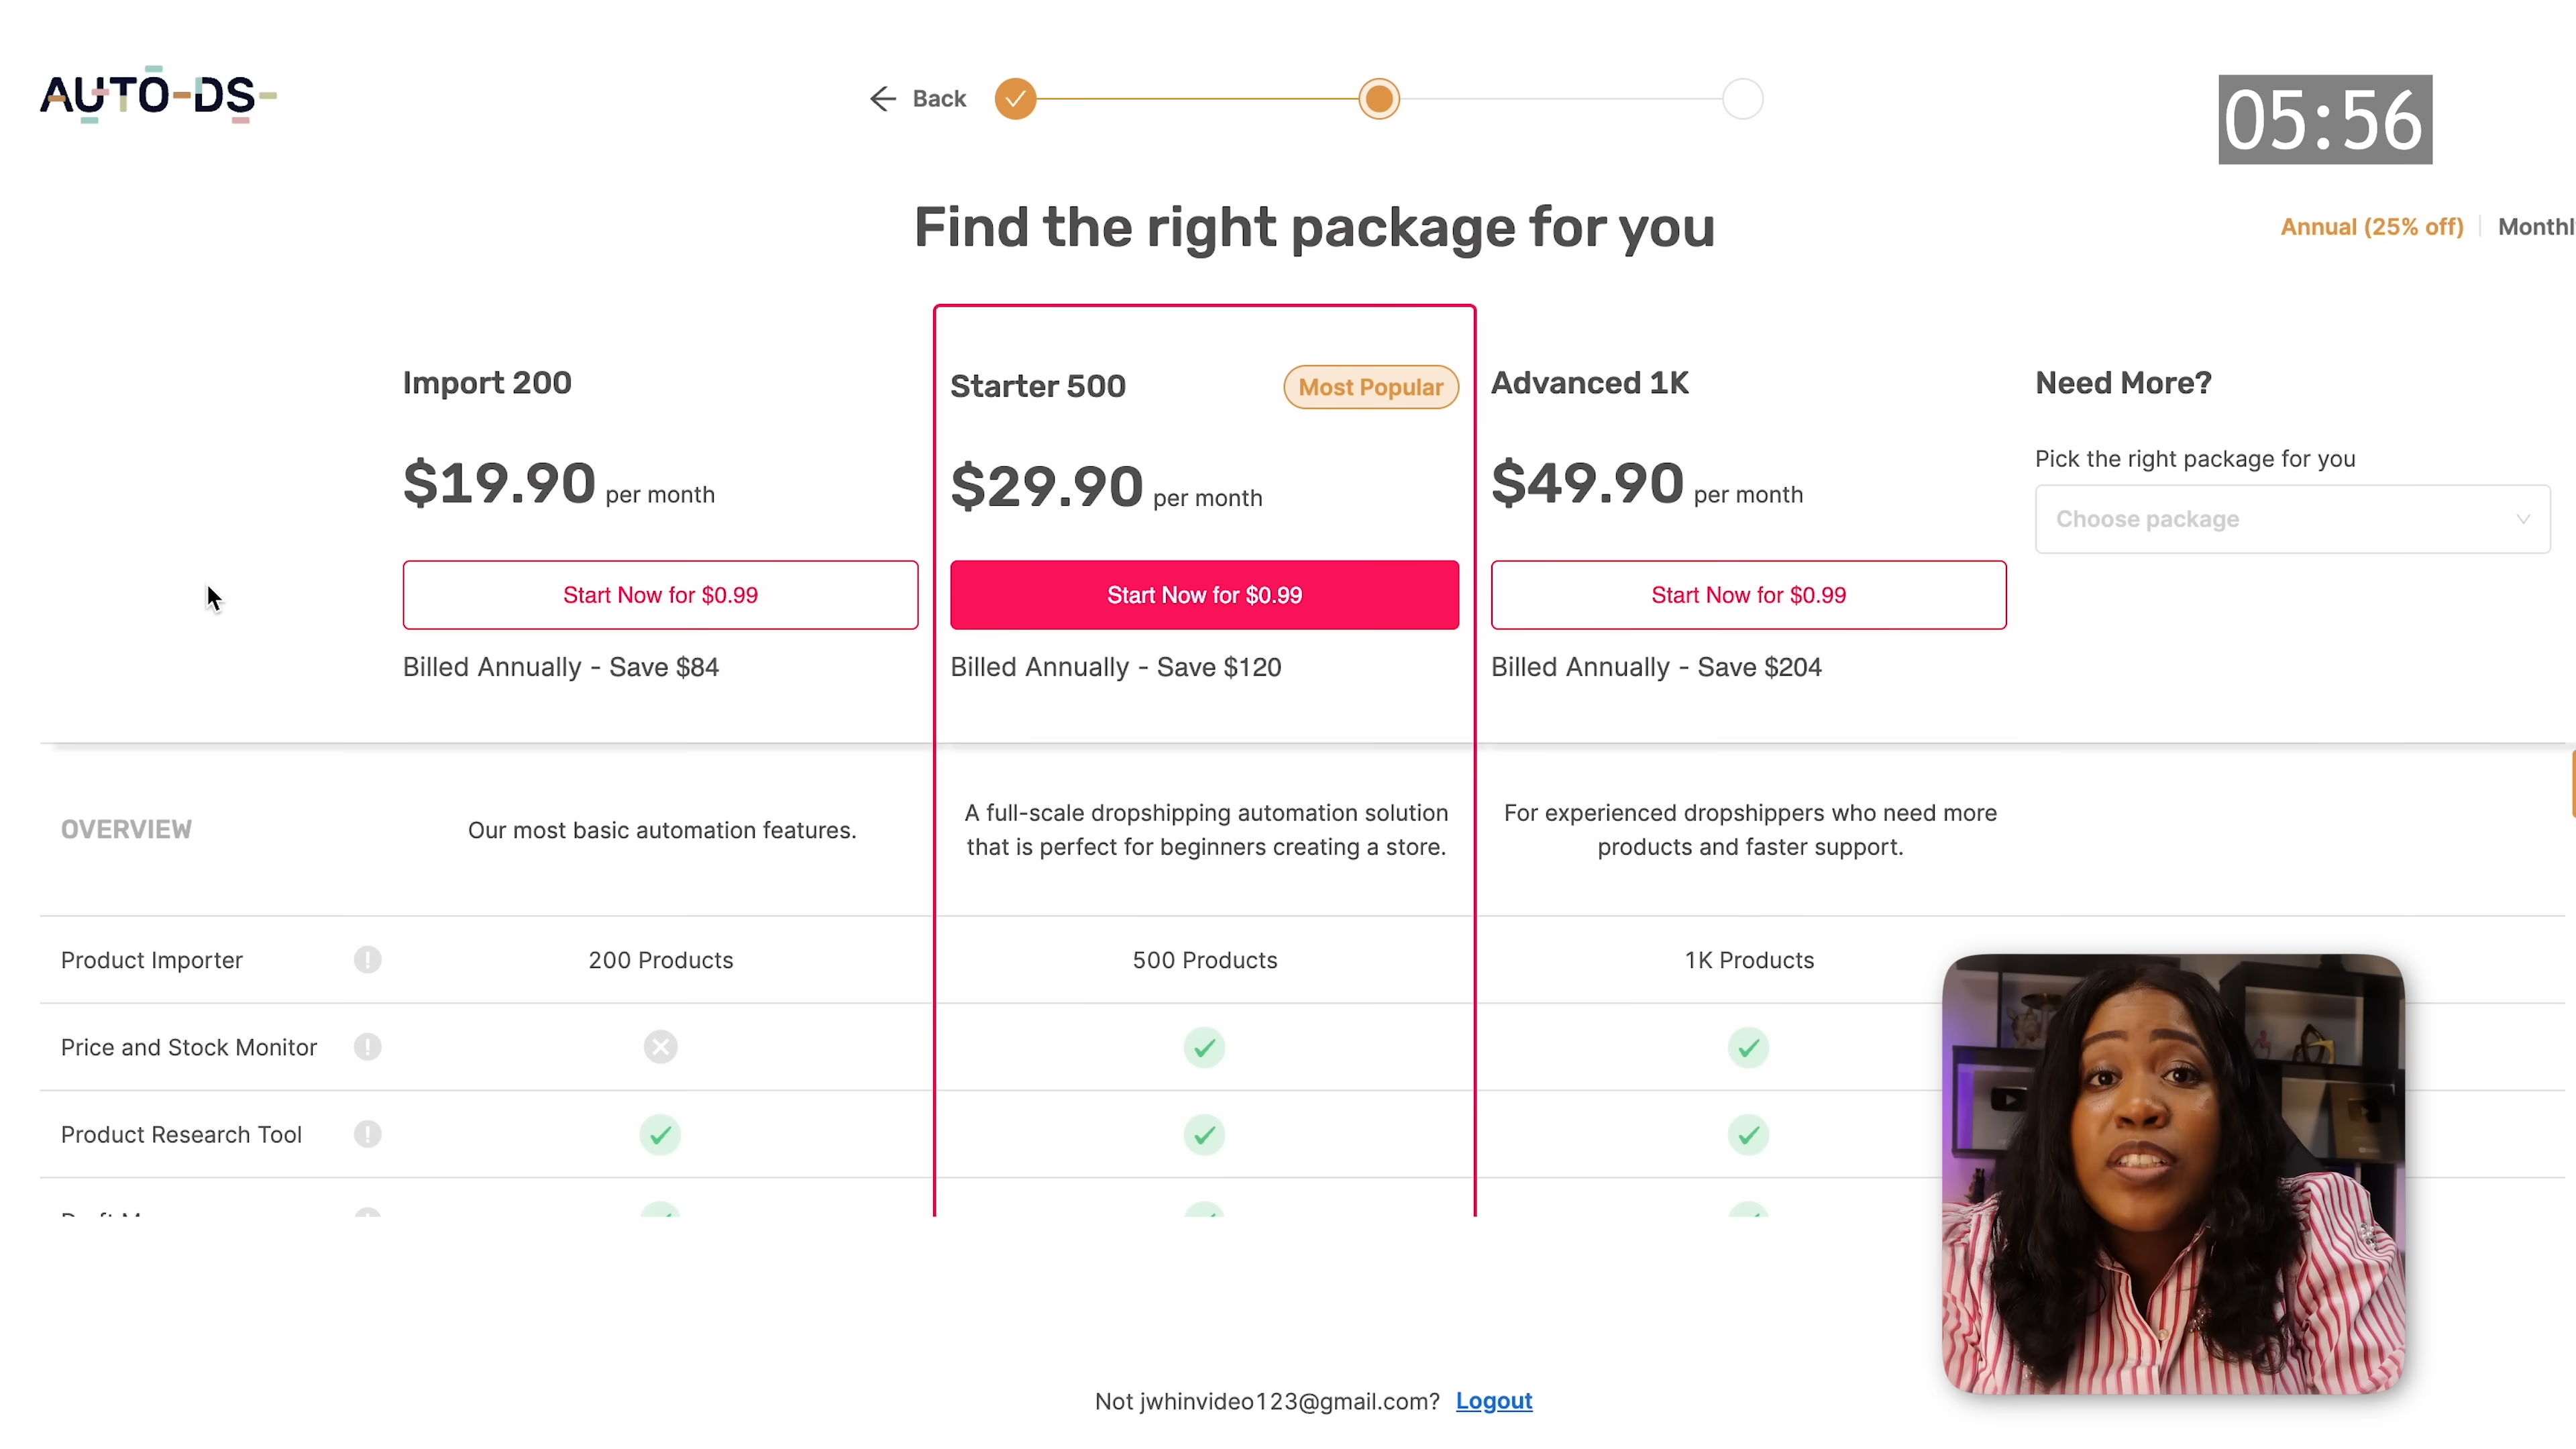 AUTO-DS-
Back
05:56
Find the right package for you
Annual (25% off)
Import 200
$19.90 per month
Start Now for $0.99
Billed Annually - Save $84
Starter 500
Most Popular
$29.90 per month
Start Now for $0.99
Billed Annually - Save $120
Advanced 1K
$49.90 per month
Start Now for $0.99
Billed Annually - Save $204
Need More?
Pick the right package for you
Choose package
OVERVIEW
Our most basic automation features.
A full-scale dropshipping automation solution
that is perfect for beginners creating a store.
For experienced dropshippers who need more
products and faster support.
Product Importer
200 Products
500 Products
1K Products
Price and Stock Monitor
Product Research Tool
Not jwhinvideo123@gmail.com? Logout